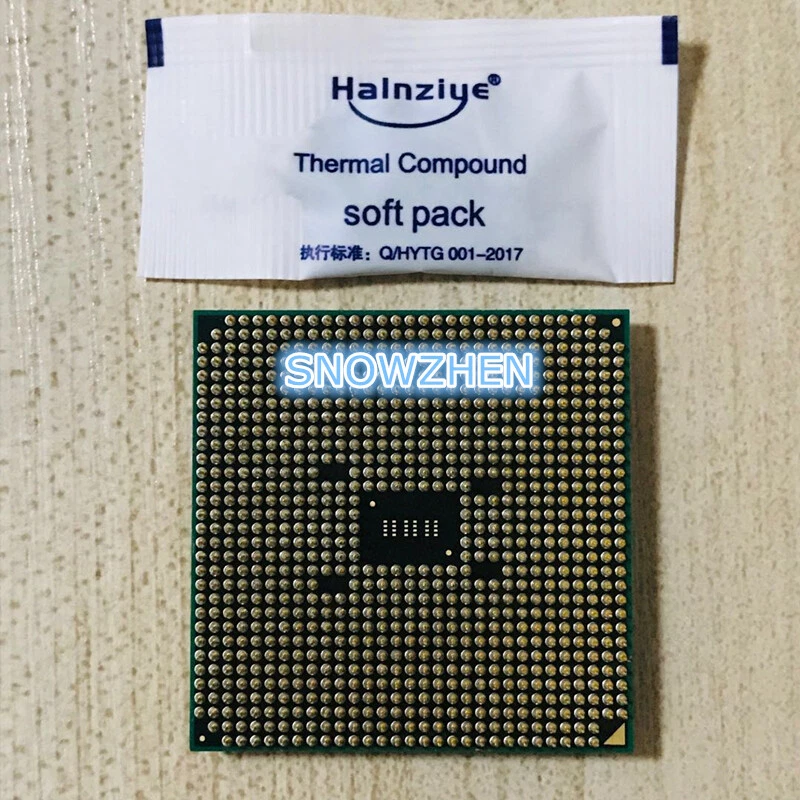 Halnziye®
Thermal Compound
soft pack
执行标准：Q/HYTG 001-2017
SNOWZHEN